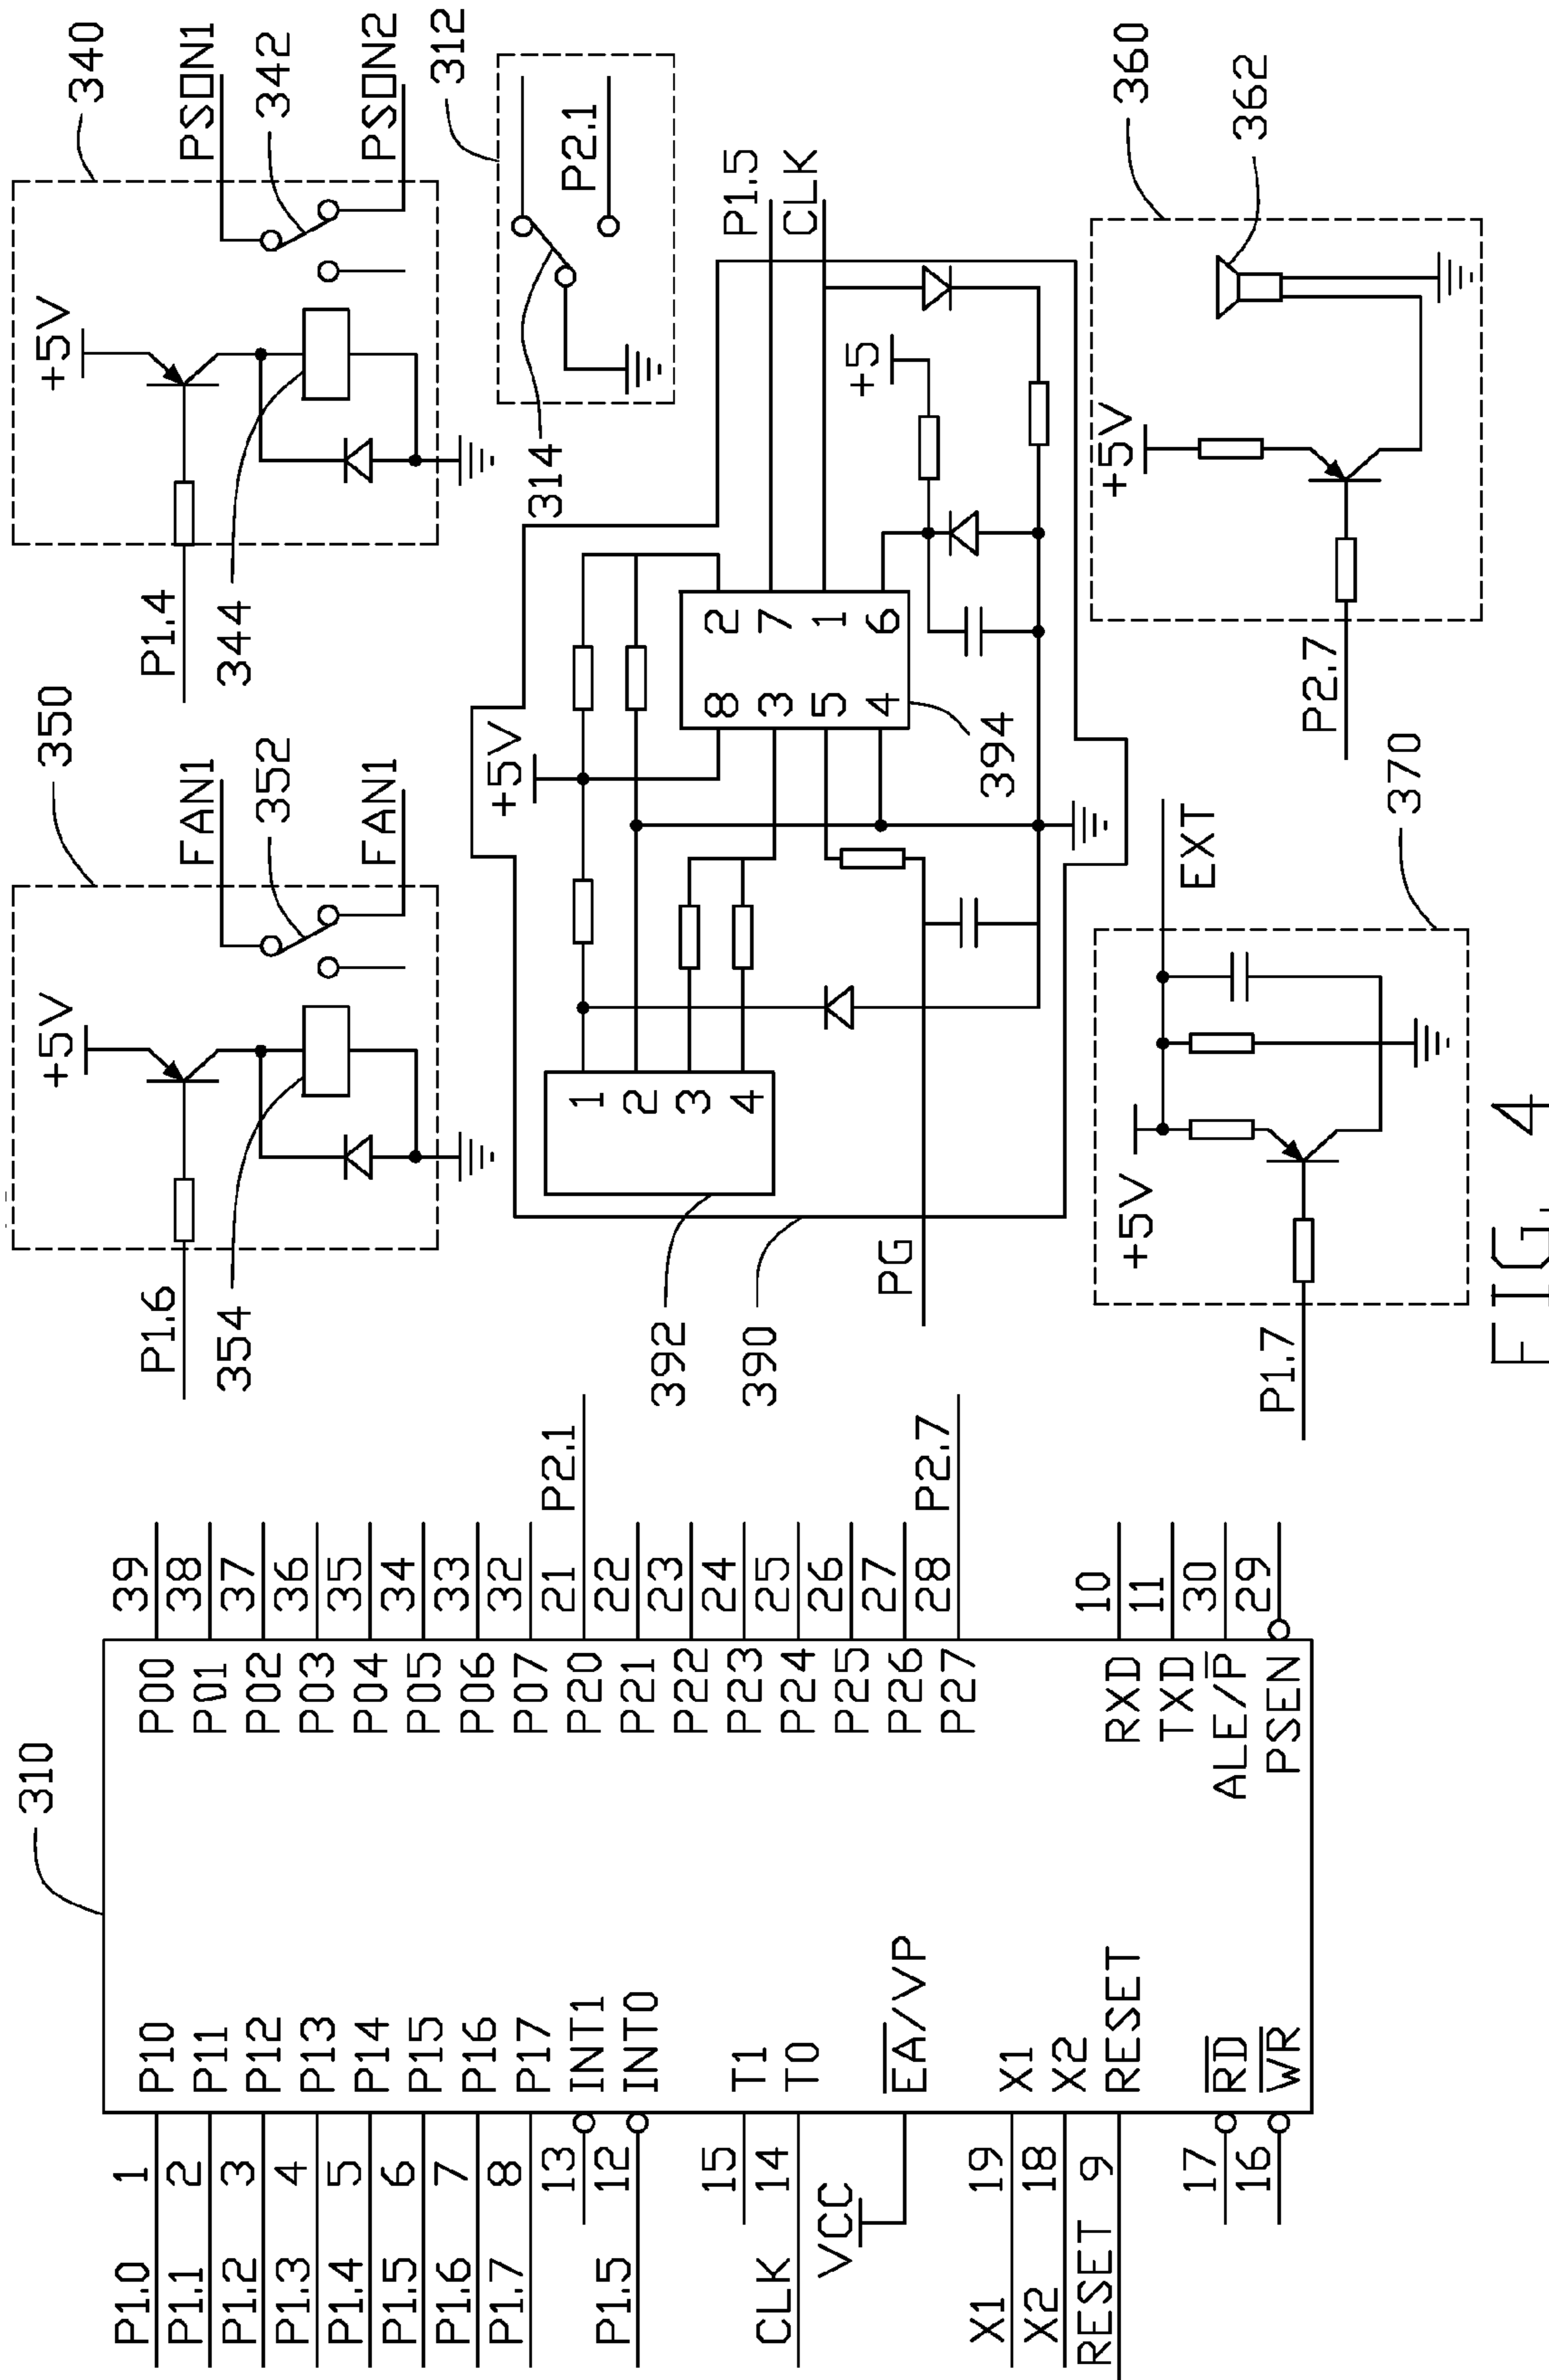 310
P1.0 1 P10
P1.1 2 P11
P1.2 3 P12
P1.3 4 P13
P1.4 5 P14
P1.5 6 P15
P1.6 7 P16
P1.7 8 P17
13 INT1
P1.5 12 INT0
15 T1
CLK 14 T0
VCC
EA/VP
X1 19 X1
X2 18 X2
RESET 9 RESET
17 RD
16 WR
P00 39
P01 38
P02 37
P03 36
P04 35
P05 34
P06 33
P07 32
P20 21 P2.1
P21 22
P22 23
P23 24
P24 25
P25 26
P26 27
P27 28 P2.7
RXD 10
TXD 11
ALE/P 30
PSEN 29
350
+5V
FAN1
P1.6
352
354
FAN1
340
+5V
PSON1
P1.4
342
344
PSON2
312
P2.1
314
+5V
1
2
3
4
392
390
PG
8 2
3 7
5 1
4 6
394
P1.5
CLK
+5
+5V
EXT
P1.7
370
+5V
P2.7
360
362
FIG. 4